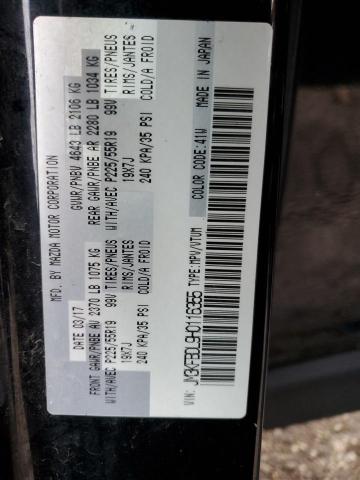 MFD. BY MAZDA MOTOR CORPORATION
DATE 03/17 GVWR/PNBV 4643 LB 2106 KG
FRONT GAWR/PNBE AV 2370 LB 1075 KG REAR GAWR/PNBE AR 2280 LB 1034 KG
WITH/AVEC P225/55R19 99V TIRES/PNEUS WITH/AVEC P225/55R19 99V TIRES/PNEUS
19X7J RIMS/JANTES 19X7J RIMS/JANTES
240 KPA/35 PSI COLD/A FROID 240 KPA/35 PSI COLD/A FROID
COLOR CODE:41W MADE IN JAPAN
VIN: JM3KFBDL9H0116355 TYPE:MPV/VTUM